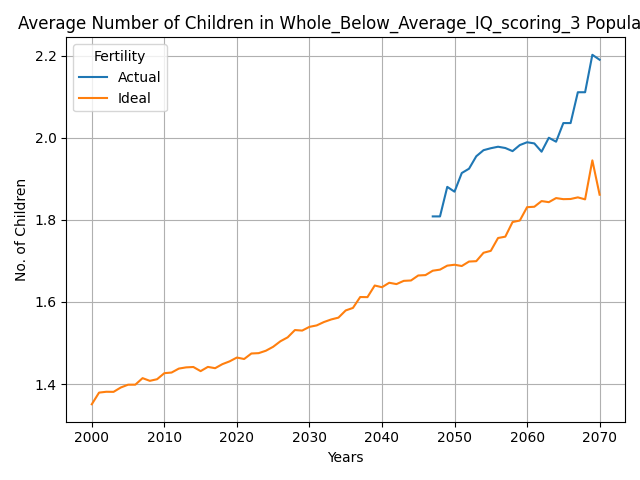 Average Number of Children in Whole_Below_Average_IQ_scoring_3 Popula
Fertility
Actual
Ideal
No. of Children
2.2
2.0
1.8
1.6
1.4
2000 2010 2020 2030 2040 2050 2060 2070
Years